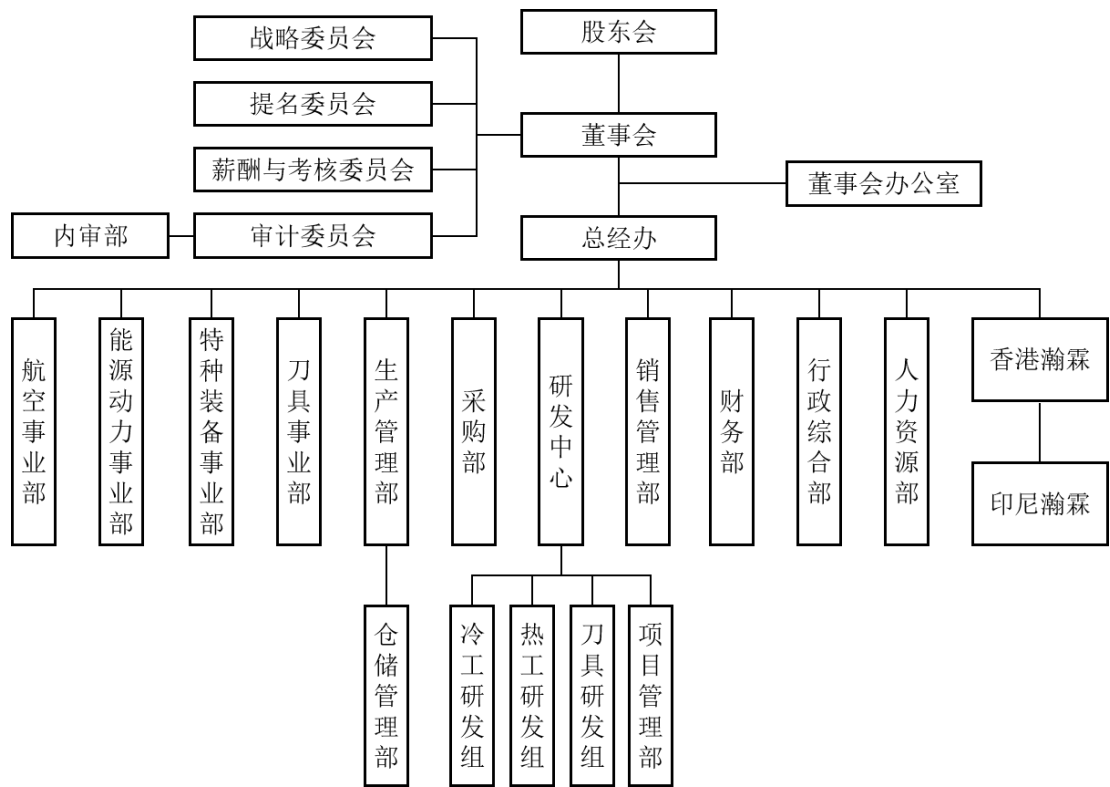 战略委员会
股东会
提名委员会
董事会
薪酬与考核委员会
董事会办公室
内审部
审计委员会
总经办
航空事业部
能源动力事业部
特种装备事业部
刀具事业部
生产管理部
采购部
研发中心
销售管理部
财务部
行政综合部
人力资源部
香港瀚霖
印尼瀚霖
仓储管理部
冷工研发组
热工研发组
刀具研发组
项目管理部